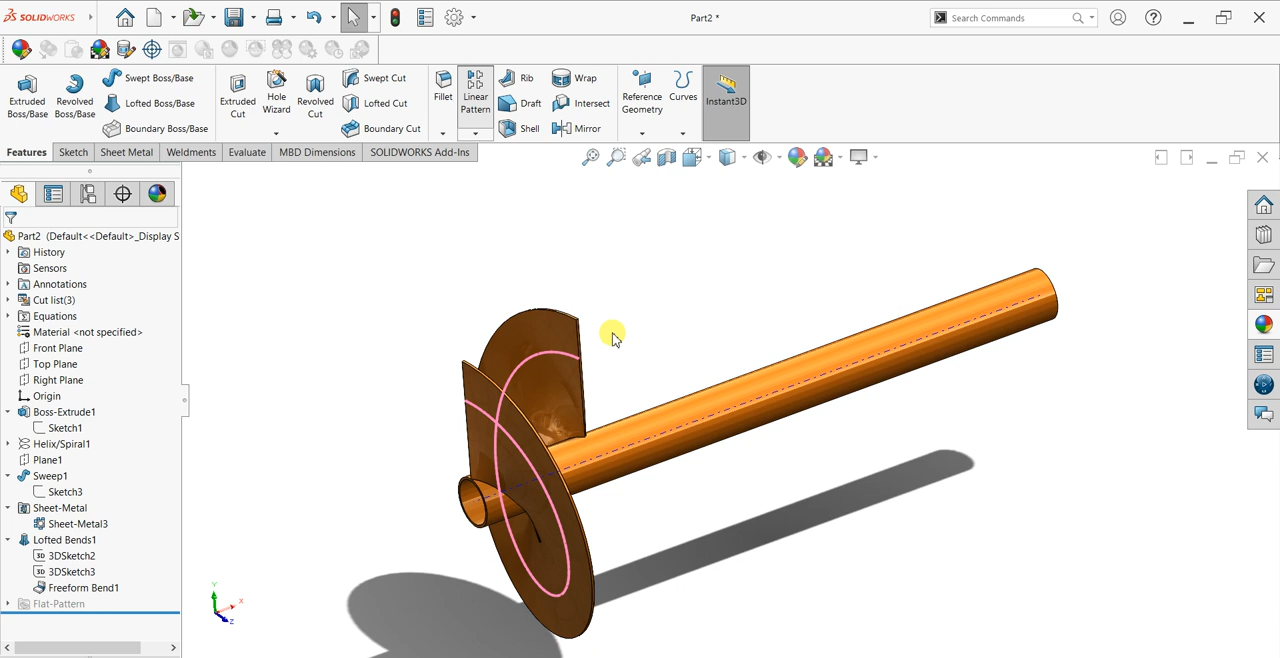 SOLIDWORKS
Part2 *
Search Commands
Extruded Boss/Base
Revolved Boss/Base
Swept Boss/Base
Lofted Boss/Base
Boundary Boss/Base
Extruded Cut
Hole Wizard
Revolved Cut
Swept Cut
Lofted Cut
Boundary Cut
Fillet
Linear Pattern
Rib
Draft
Shell
Wrap
Intersect
Mirror
Reference Geometry
Curves
Instant3D
Features
Sketch
Sheet Metal
Weldments
Evaluate
MBD Dimensions
SOLIDWORKS Add-Ins
Part2 (Default<<Default>_Display S
History
Sensors
Annotations
Cut list(3)
Equations
Material <not specified>
Front Plane
Top Plane
Right Plane
Origin
Boss-Extrude1
Sketch1
Helix/Spiral1
Plane1
Sweep1
Sketch3
Sheet-Metal
Sheet-Metal3
Lofted Bends1
3D 3DSketch2
3D 3DSketch3
Freeform Bend1
Flat-Pattern
Y
X
Z